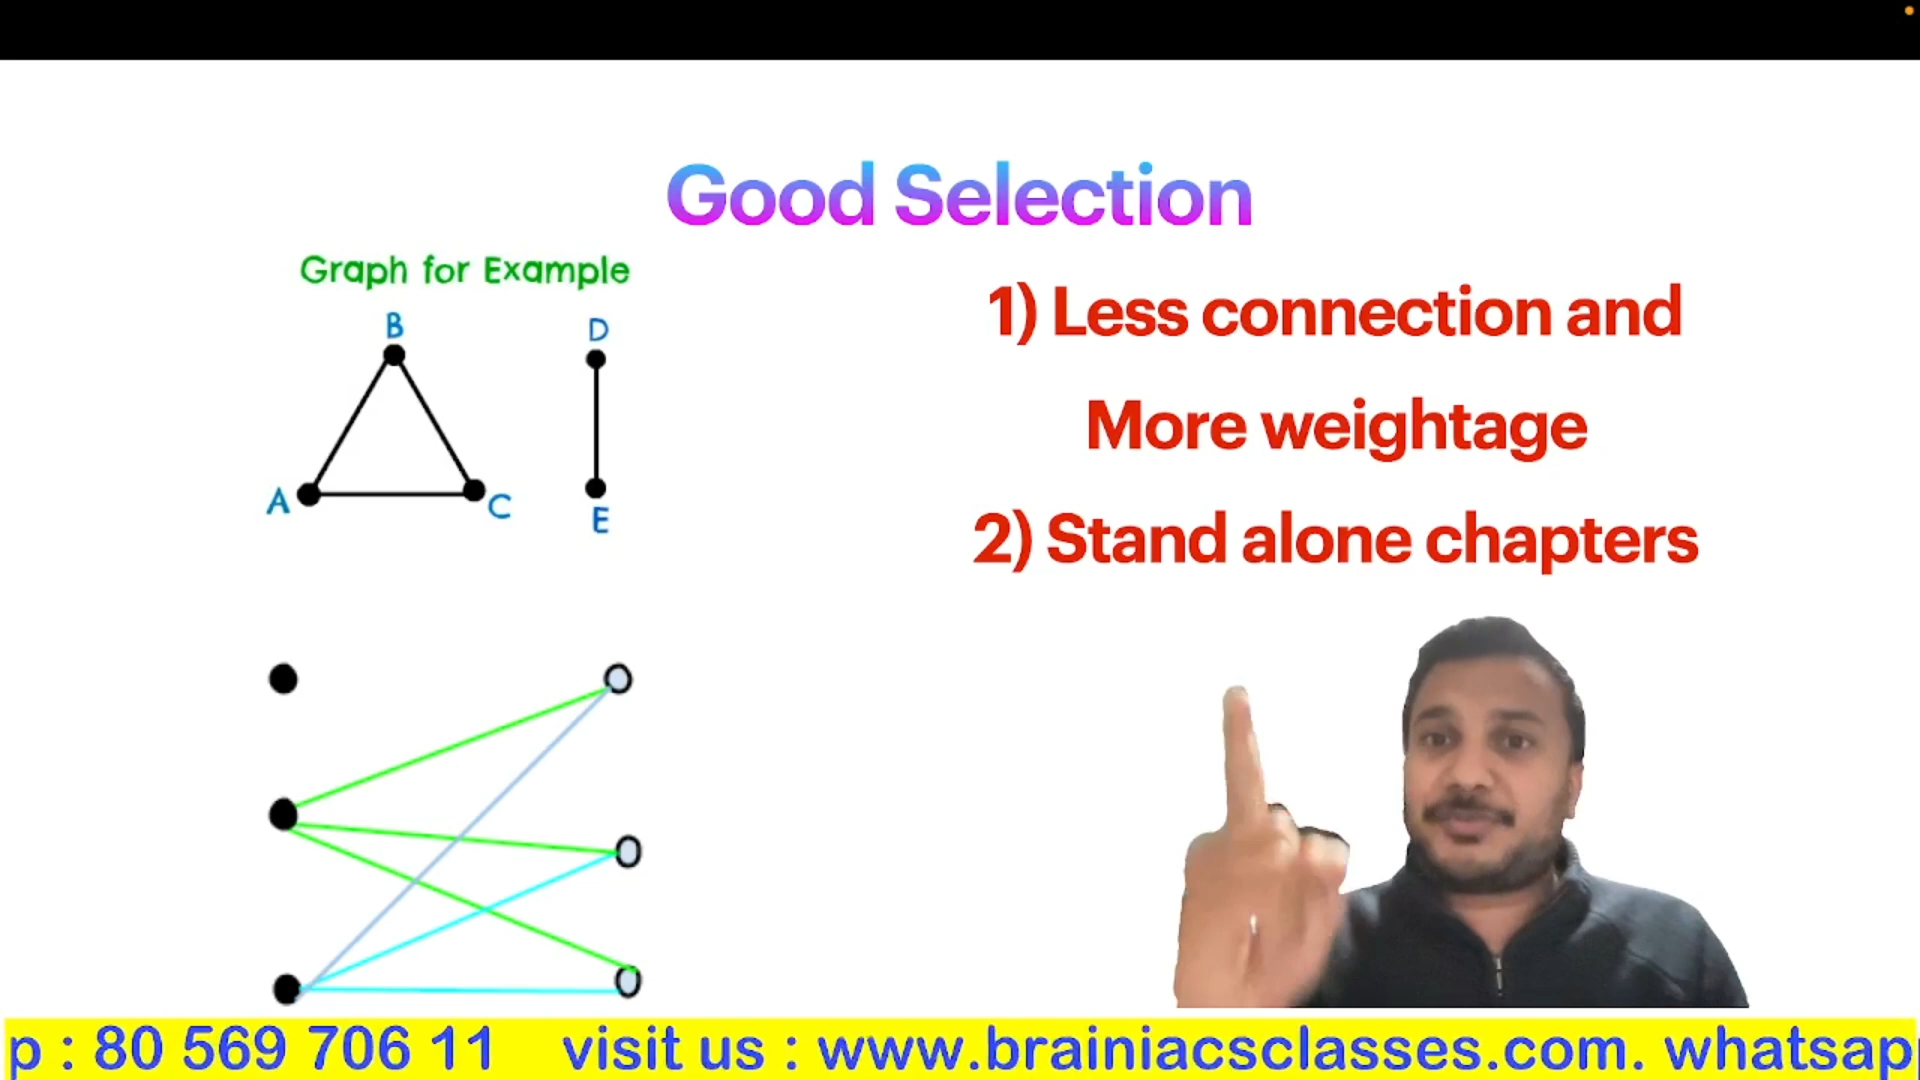 Good Selection
Graph for Example
B
D
A
C
E
1) Less connection and
More weightage
2) Stand alone chapters
p : 80 569 706 11 visit us : www.brainiacsclasses.com. whatsap